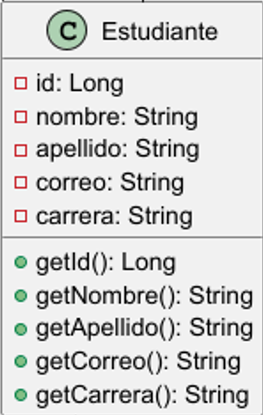 C Estudiante
id: Long
nombre: String
apellido: String
correo: String
carrera: String
getId(): Long
getNombre(): String
getApellido(): String
getCorreo(): String
getCarrera(): String